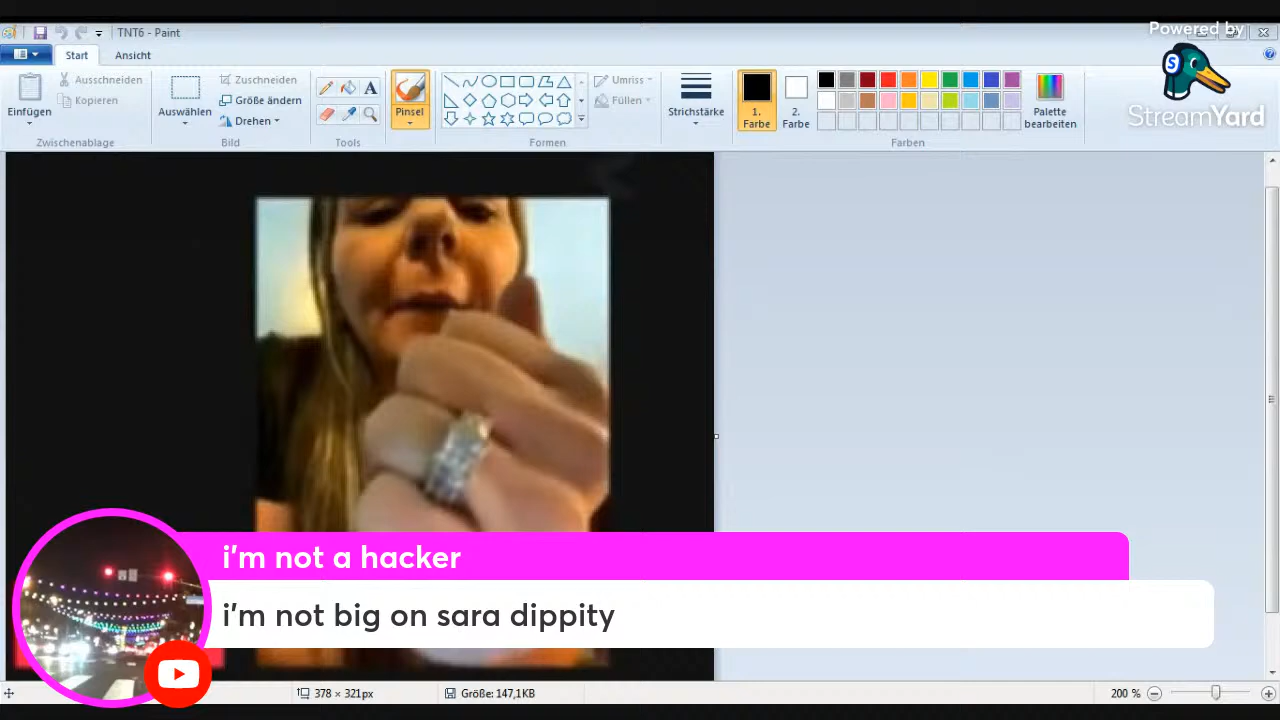 TNT6 - Paint
Powered by
StreamYard
Start
Ansicht
Einfügen
Ausschneiden
Kopieren
Zwischenablage
Auswählen
Zuschneiden
Größe ändern
Drehen
Bild
A
Tools
Pinsel
Formen
Umriss
Füllen
Strichstärke
1.
Farbe
2.
Farbe
Palette
bearbeiten
Farben
i'm not a hacker
i'm not big on sara dippity
378 × 321px
Größe: 147,1KB
200 %